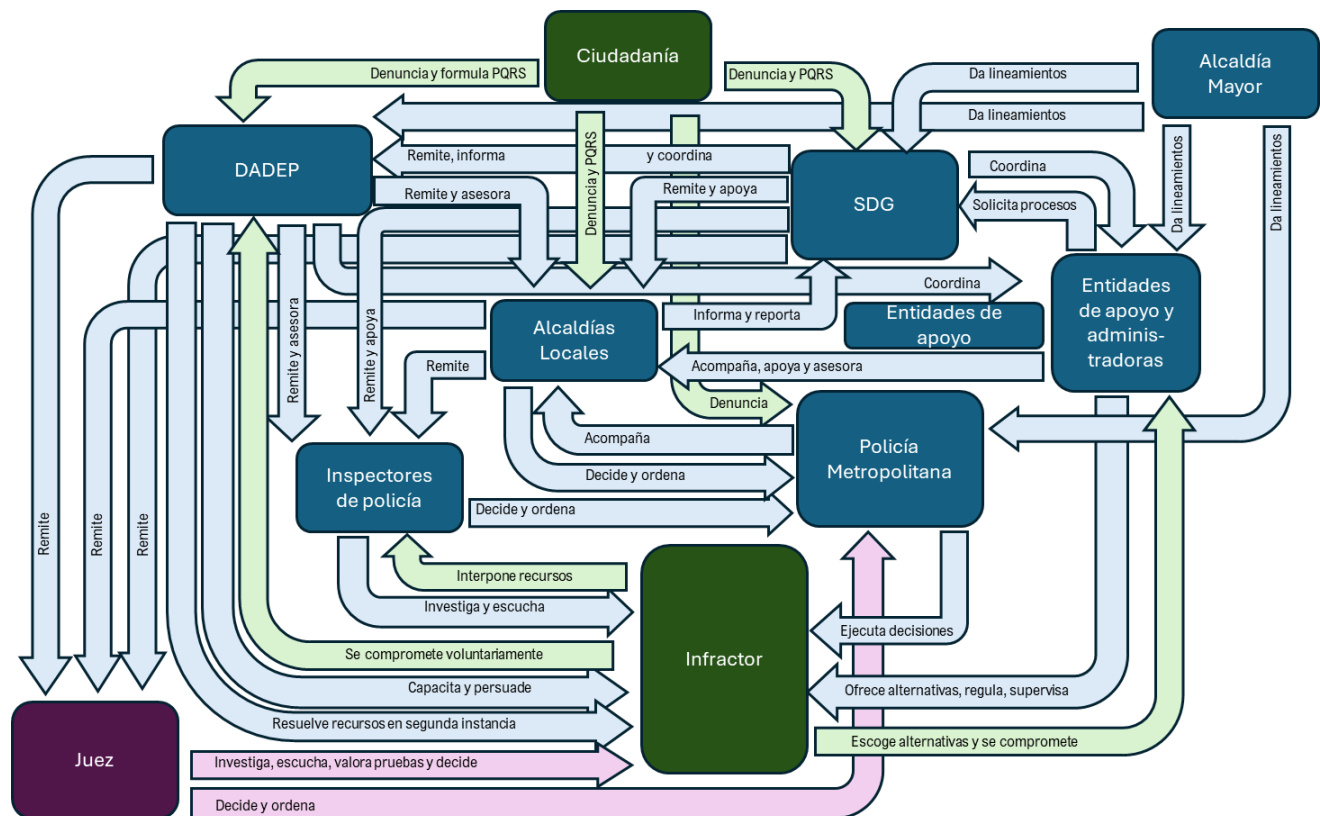 Ciudadanía
Alcaldía
Mayor
Denuncia y formula PQRS
Denuncia y PQRS
Da lineamientos
Da lineamientos
DADEP
Remite, informa y coordina
Denuncia y PQRS
SDG
Coordina
Da lineamientos
Da lineamientos
Remite y asesora
Remite y apoya
Solicita procesos
Coordina
Entidades
de apoyo y
adminis-
tradoras
Remite y asesora
Remite y apoya
Alcaldías
Locales
Informa y reporta
Entidades de
apoyo
Remite
Acompaña, apoya y asesora
Denuncia
Acompaña
Policía
Metropolitana
Inspectores
de policía
Decide y ordena
Decide y ordena
Remite
Remite
Remite
Interpone recursos
Investiga y escucha
Infractor
Ejecuta decisiones
Se compromete voluntariamente
Capacita y persuade
Ofrece alternativas, regula, supervisa
Resuelve recursos en segunda instancia
Escoge alternativas y se compromete
Juez
Investiga, escucha, valora pruebas y decide
Decide y ordena